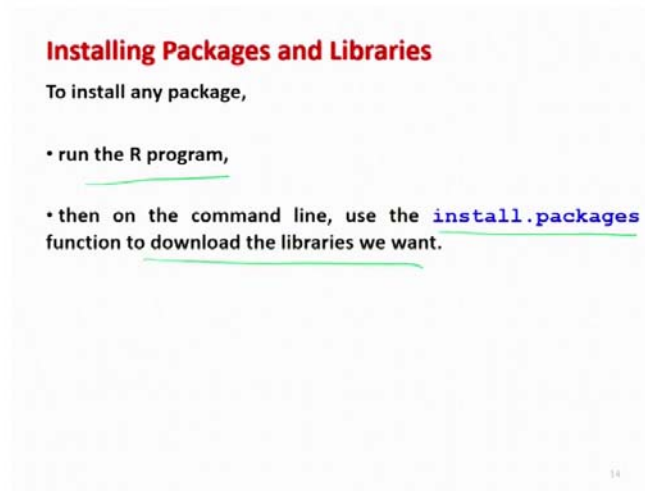 Installing Packages and Libraries
To install any package,
• run the R program,
• then on the command line, use the install.packages
function to download the libraries we want.
14